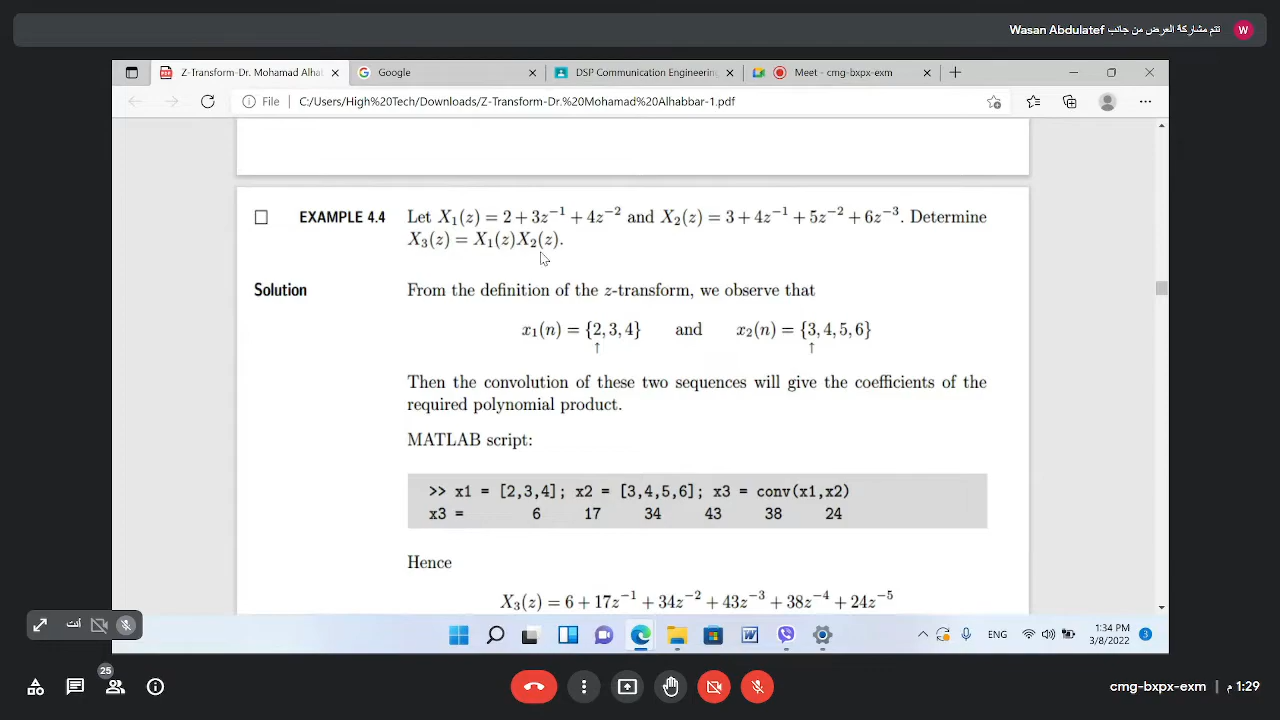 تتم مشاركة العرض من جانب Wasan Abdulatef
W
Z-Transform-Dr. Mohamad Alha
Google
DSP Communication Engineering
Meet - cmg-bxpx-exm
File
C:/Users/High%20Tech/Downloads/Z-Transform-Dr.%20Mohamad%20Alhabbar-1.pdf
EXAMPLE 4.4 Let X₁(z) = 2 + 3z⁻¹ + 4z⁻² and X₂(z) = 3 + 4z⁻¹ + 5z⁻² + 6z⁻³. Determine
X₃(z) = X₁(z)X₂(z).
Solution From the definition of the z-transform, we observe that
x₁(n) = {2, 3, 4} and x₂(n) = {3, 4, 5, 6}
↑ ↑
Then the convolution of these two sequences will give the coefficients of the
required polynomial product.
MATLAB script:
>> x1 = [2,3,4]; x2 = [3,4,5,6]; x3 = conv(x1,x2)
x3 = 6 17 34 43 38 24
Hence
X₃(z) = 6 + 17z⁻¹ + 34z⁻² + 43z⁻³ + 38z⁻⁴ + 24z⁻⁵
ENG
1:34 PM
3/8/2022
3
25
cmg-bxpx-exm | 1:29 م